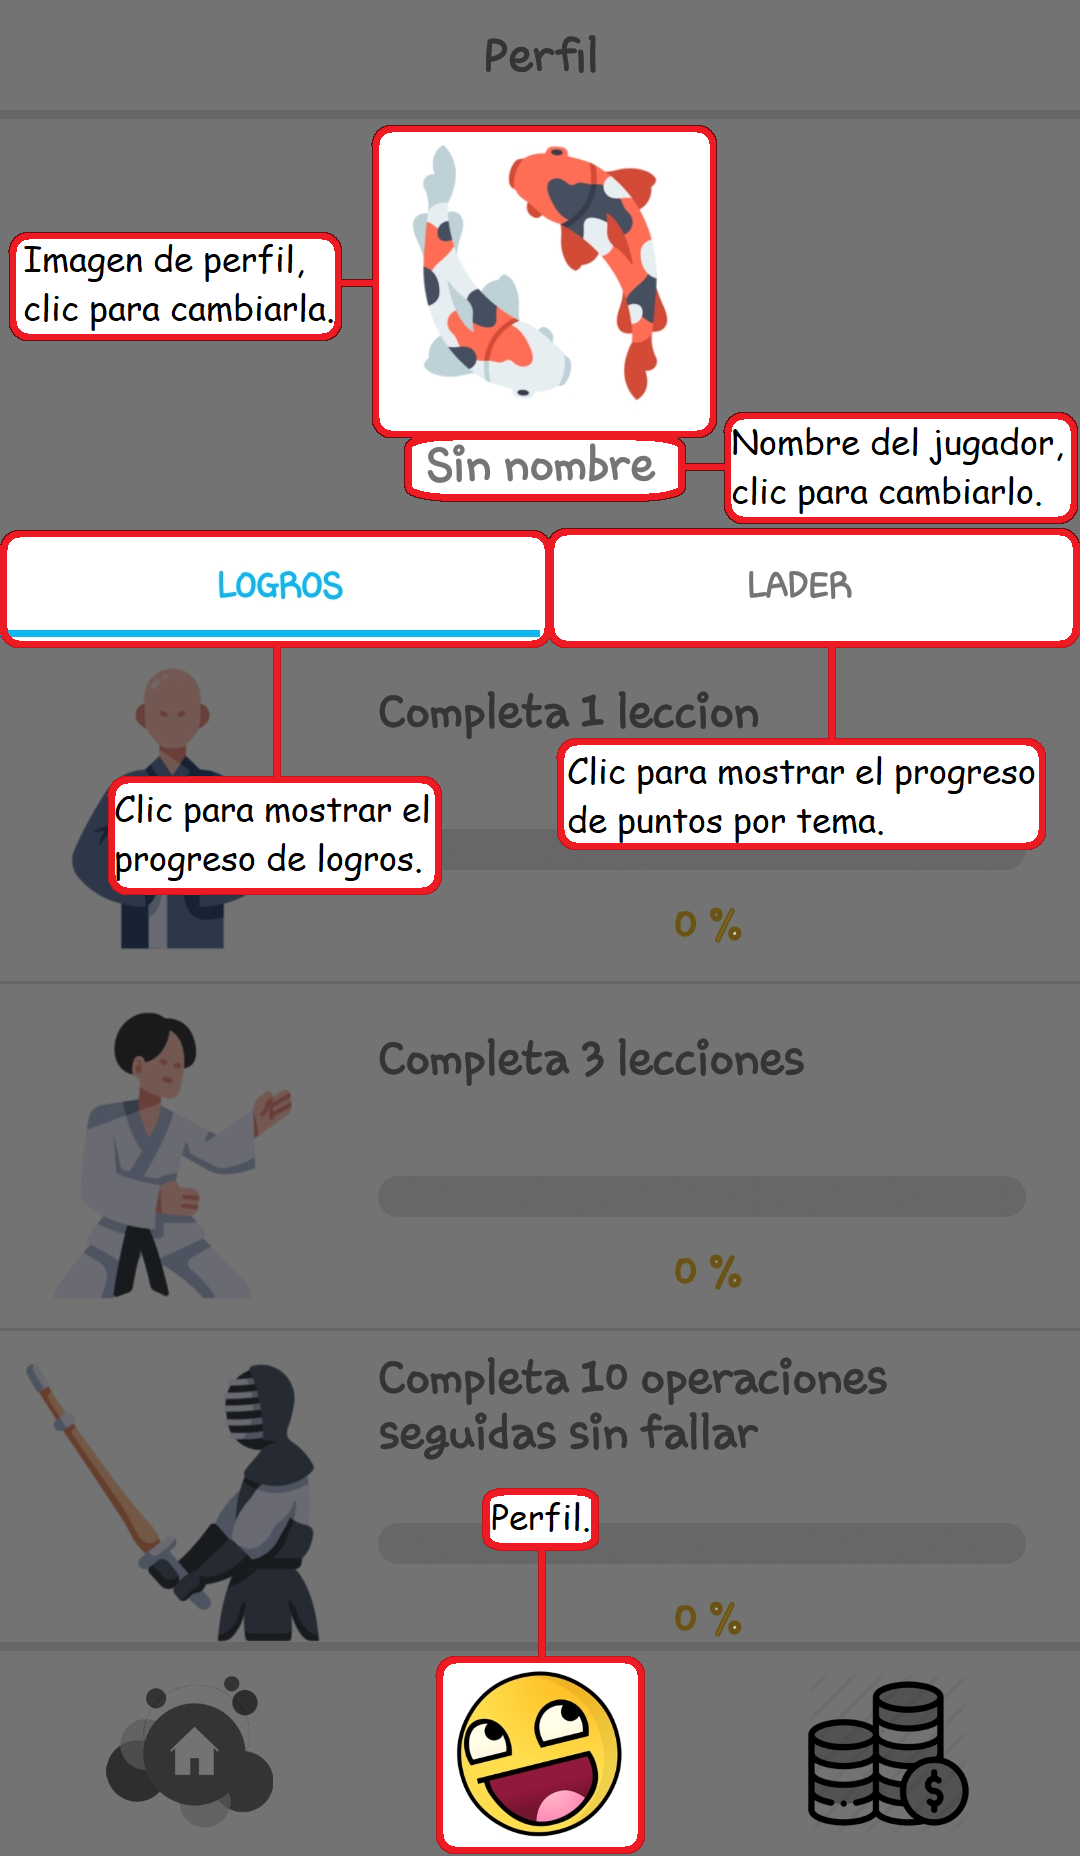 Perfil
Imagen de perfil,
clic para cambiarla.
Sin nombre
Nombre del jugador,
clic para cambiarlo.
LOGROS
LADER
Completa 1 leccion
Clic para mostrar el progreso
de puntos por tema.
Clic para mostrar el
progreso de logros.
0 %
Completa 3 lecciones
0 %
Completa 10 operaciones
seguidas sin fallar
Perfil.
0 %
$